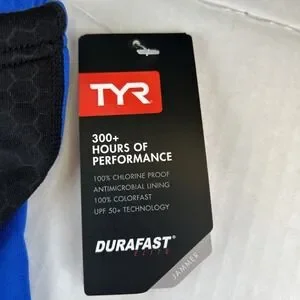 TYR
300+
HOURS OF
PERFORMANCE
100% CHLORINE PROOF
ANTIMICROBIAL LINING
100% COLORFAST
UPF 50+ TECHNOLOGY
DURAFAST
ELITE
JAMMER